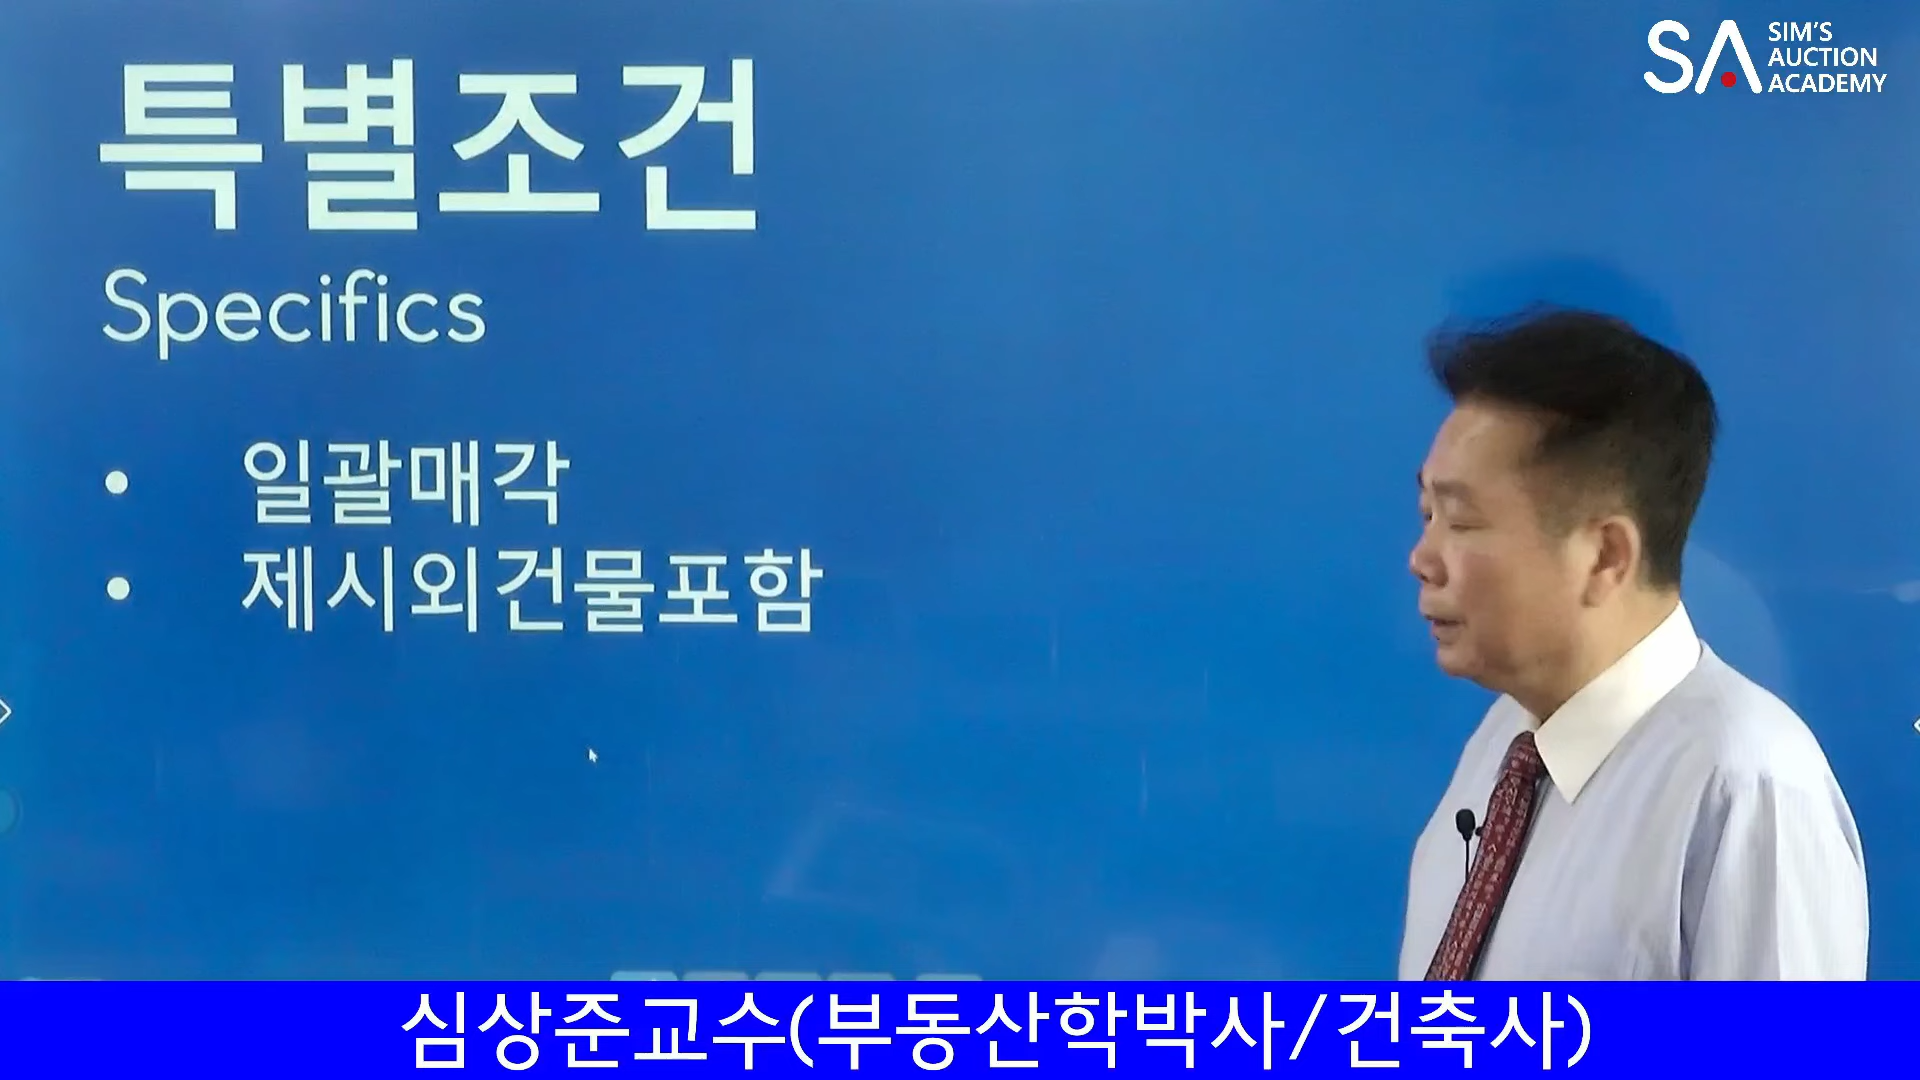 특별조건
Specifics
• 일괄매각
• 제시외건물포함
SA SIM'S
AUCTION
ACADEMY
심상준교수(부동산학박사/건축사)